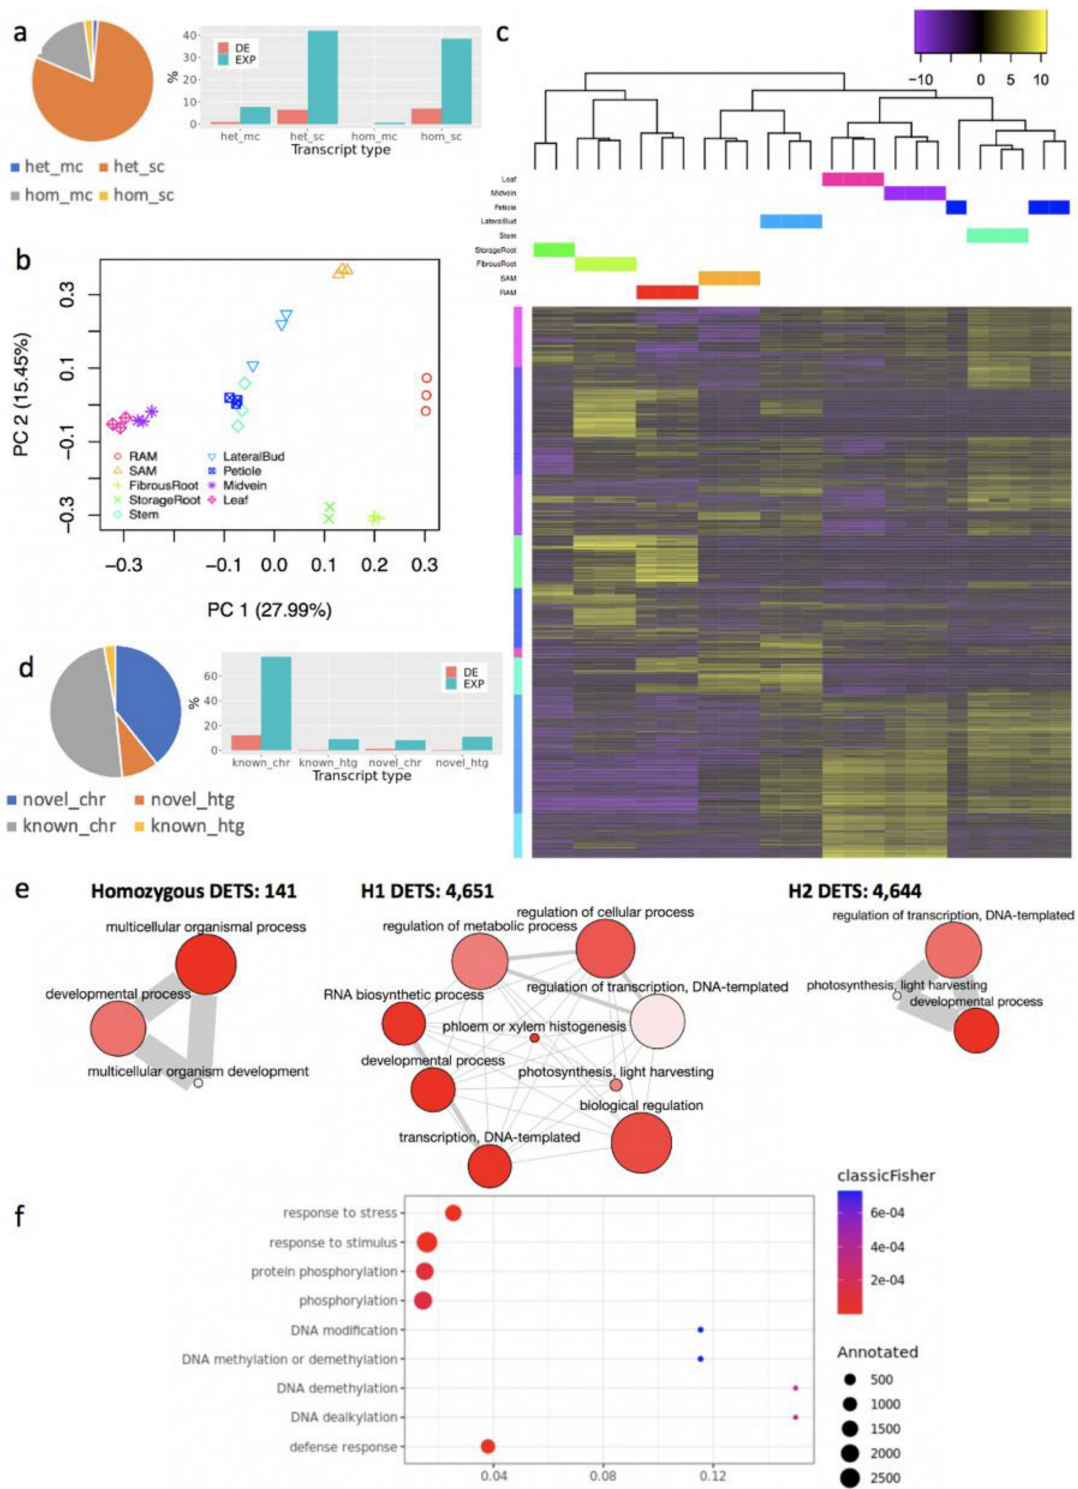 a
het_mc het_sc
hom_mc hom_sc
%
40
30
20
10
0
DE
EXP
het_mc het_sc hom_mc hom_sc
Transcript type
c
−10 0 5 10
Leaf
Midvein
Petiole
LateralBud
Stem
StorageRoot
FibrousRoot
SAM
RAM
b
PC 2 (15.45%)
0.3
0.1
−0.1
−0.3
RAM
SAM
FibrousRoot
StorageRoot
Stem
LateralBud
Petiole
Midvein
Leaf
−0.3 −0.1 0.0 0.1 0.2 0.3
PC 1 (27.99%)
d
novel_chr novel_htg
known_chr known_htg
%
60
40
20
0
DE
EXP
known_chr known_htg novel_chr novel_htg
Transcript type
e
Homozygous DETS: 141
multicellular organismal process
developmental process
multicellular organism development
H1 DETS: 4,651
regulation of cellular process
regulation of metabolic process
RNA biosynthetic process
regulation of transcription, DNA-templated
phloem or xylem histogenesis
developmental process
photosynthesis, light harvesting
biological regulation
transcription, DNA-templated
H2 DETS: 4,644
regulation of transcription, DNA-templated
photosynthesis, light harvesting
developmental process
f
response to stress
response to stimulus
protein phosphorylation
phosphorylation
DNA modification
DNA methylation or demethylation
DNA demethylation
DNA dealkylation
defense response
0.04 0.08 0.12
classicFisher
6e-04
4e-04
2e-04
Annotated
500
1000
1500
2000
2500